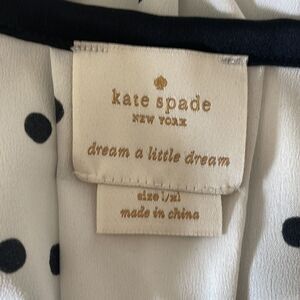 kate spade
NEW YORK
dream a little dream
size l/xl
made in china